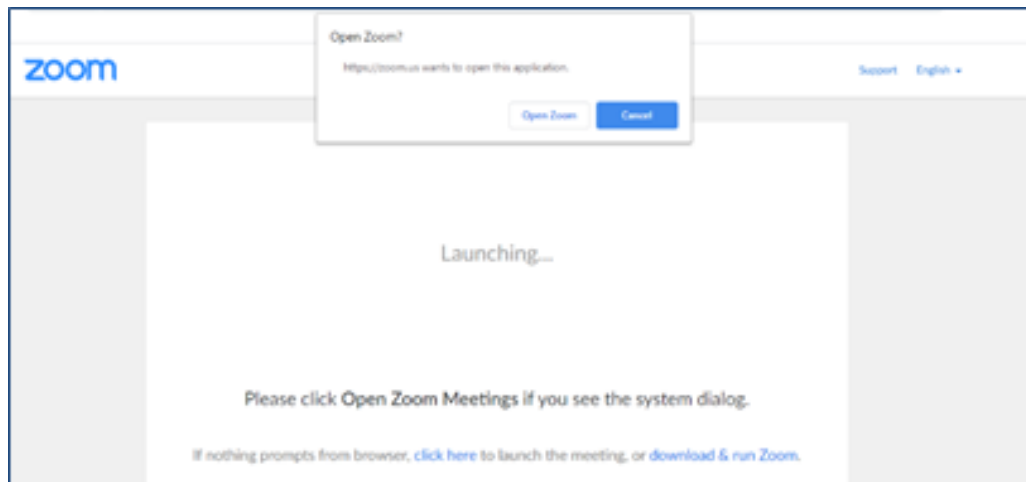 Open Zoom?
https://zoom.us wants to open this application.
Open Zoom Cancel
zoom Support English
Launching...
Please click Open Zoom Meetings if you see the system dialog.
If nothing prompts from browser, click here to launch the meeting, or download & run Zoom.